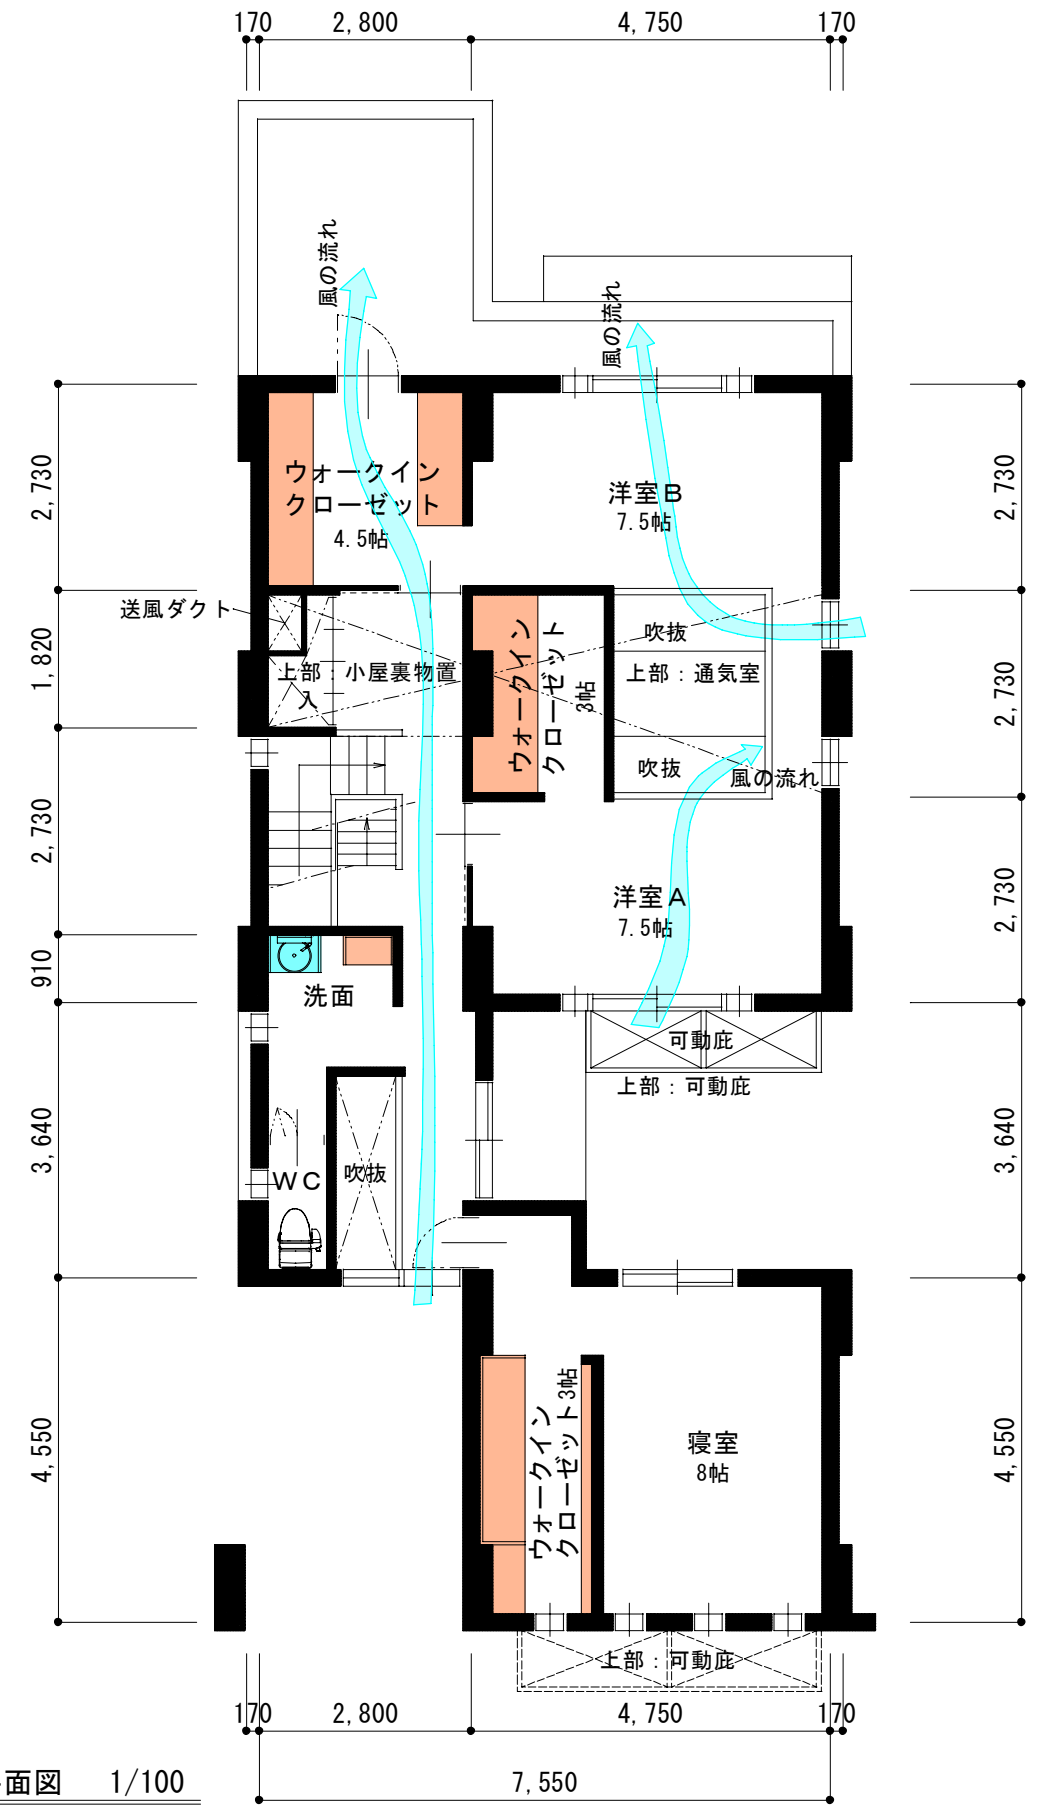 170
2,800
4,750
170
風の流れ
風の流れ
ウォークイン
クローゼット
4.5帖
洋室B
7.5帖
2,730
2,730
送風ダクト
吹抜
上部：小屋裏物置
入
ウォークイン
クローゼット
3帖
上部：通気室
1,820
2,730
吹抜
風の流れ
2,730
2,730
洋室A
7.5帖
910
洗面
可動庇
上部：可動庇
3,640
3,640
WC
吹抜
4,550
4,550
ウォークイン
クローゼット3帖
寝室
8帖
上部：可動庇
170
2,800
4,750
170
面図 1/100
7,550